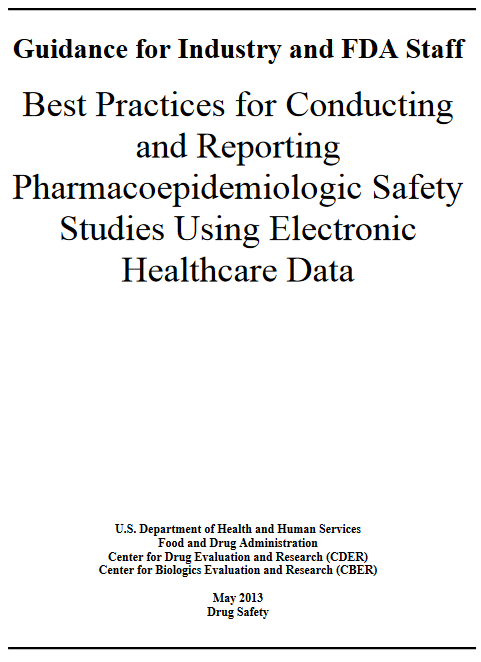 Guidance for Industry and FDA Staff
Best Practices for Conducting
and Reporting
Pharmacoepidemiologic Safety
Studies Using Electronic
Healthcare Data
U.S. Department of Health and Human Services
Food and Drug Administration
Center for Drug Evaluation and Research (CDER)
Center for Biologics Evaluation and Research (CBER)
May 2013
Drug Safety